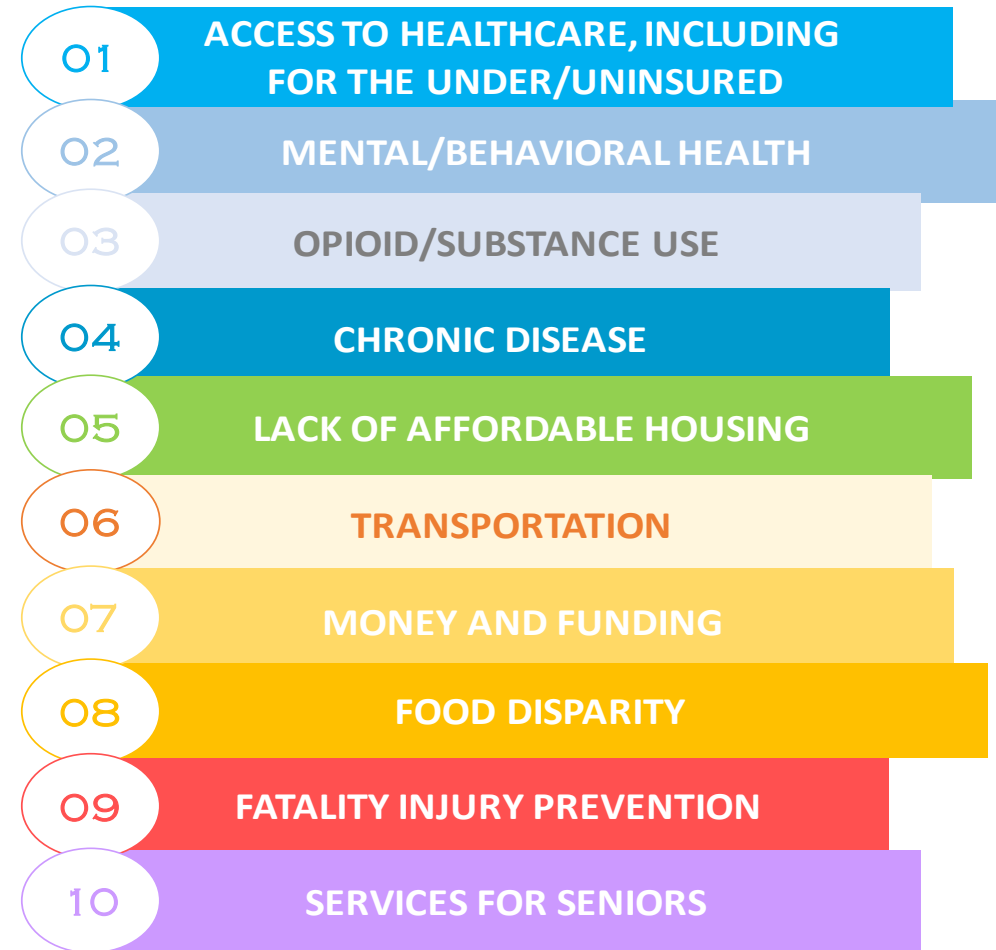 01
ACCESS TO HEALTHCARE, INCLUDING
FOR THE UNDER/UNINSURED
02
MENTAL/BEHAVIORAL HEALTH
03
OPIOID/SUBSTANCE USE
04
CHRONIC DISEASE
05
LACK OF AFFORDABLE HOUSING
06
TRANSPORTATION
07
MONEY AND FUNDING
08
FOOD DISPARITY
09
FATALITY INJURY PREVENTION
10
SERVICES FOR SENIORS